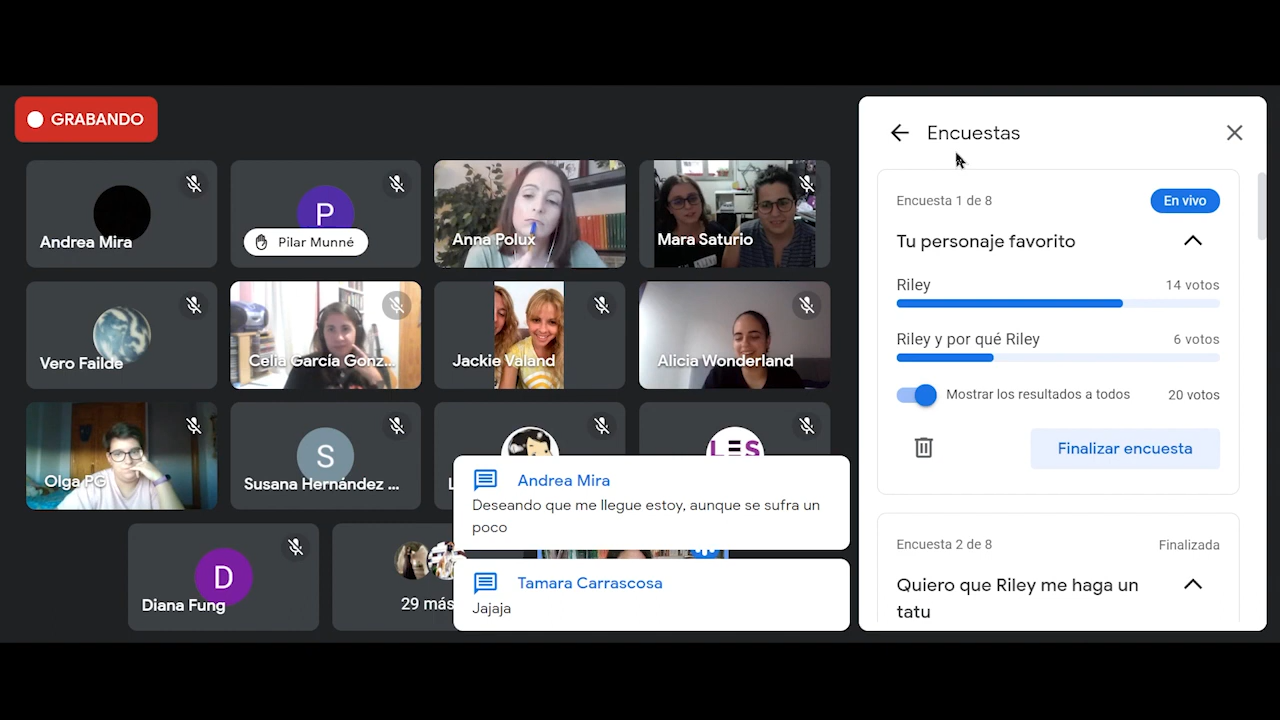 GRABANDO
Andrea Mira
P
Pilar Munné
Anna Polux
Mara Saturio
Vero Failde
Celia García Gonz...
Jackie Valand
Alicia Wonderland
Olga PG
S
Susana Hernández ...
L
LES
D
Diana Fung
29 más
Andrea Mira
Deseando que me llegue estoy, aunque se sufra un
poco
Tamara Carrascosa
Jajaja
Encuestas
Encuesta 1 de 8
En vivo
Tu personaje favorito
Riley
14 votos
Riley y por qué Riley
6 votos
Mostrar los resultados a todos
20 votos
Finalizar encuesta
Encuesta 2 de 8
Finalizada
Quiero que Riley me haga un
tatu